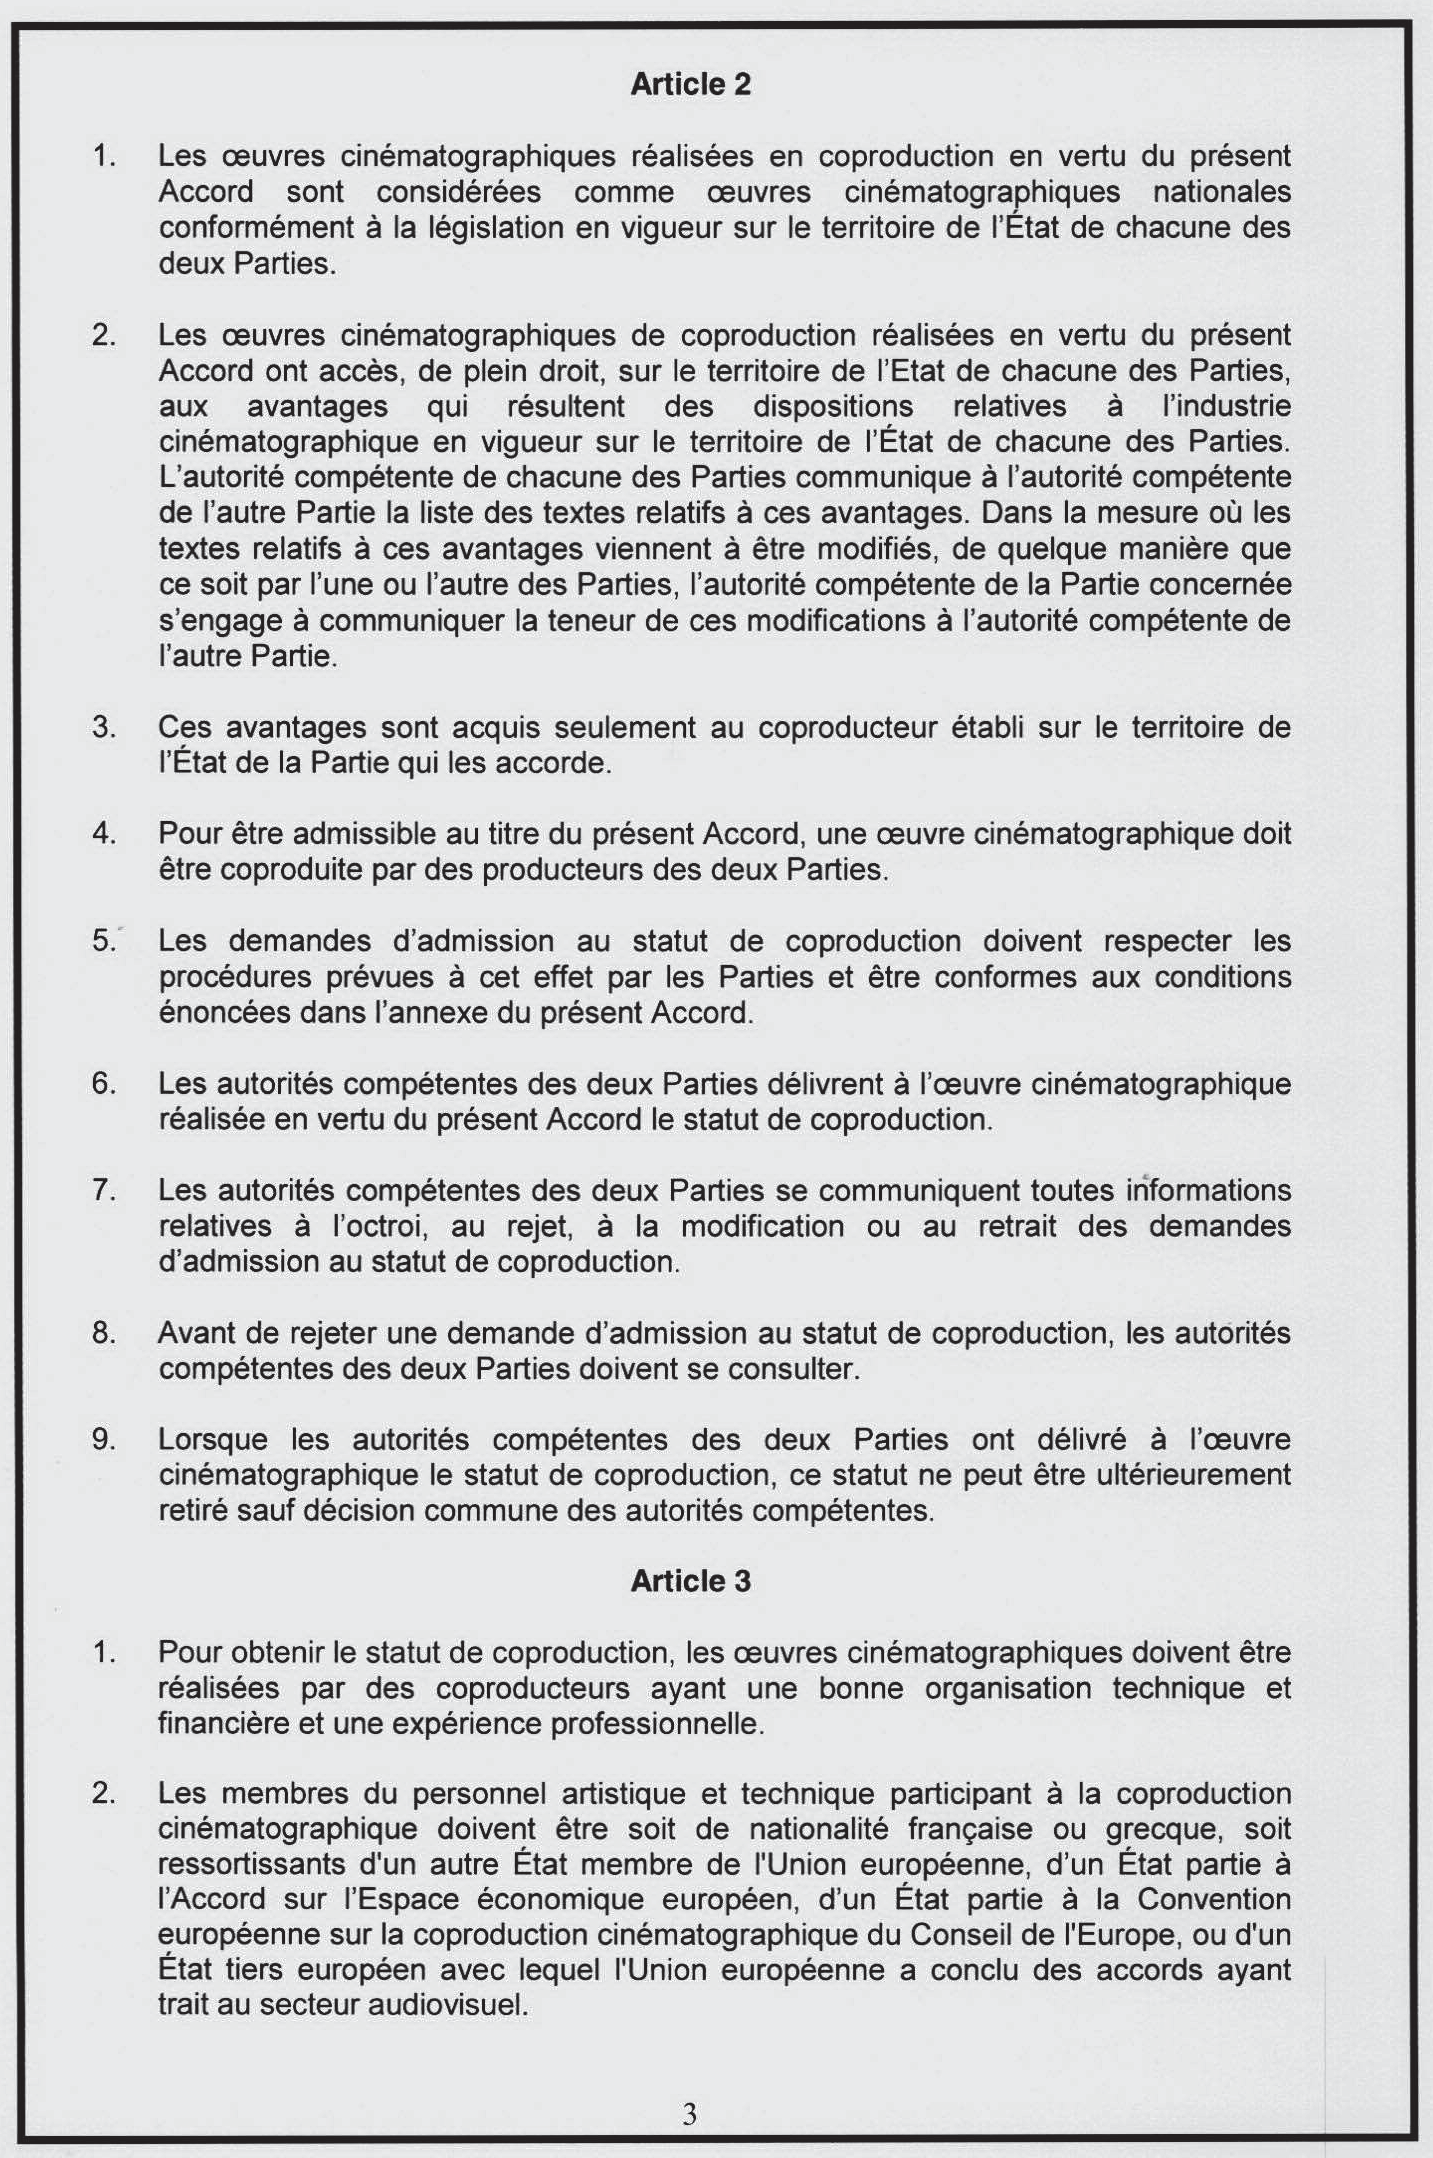 Article 2
1. Les œuvres cinématographiques réalisées en coproduction en vertu du présent
Accord sont considérées comme œuvres cinématographiques nationales
conformément à la législation en vigueur sur le territoire de l’État de chacune des
deux Parties.
2. Les œuvres cinématographiques de coproduction réalisées en vertu du présent
Accord ont accès, de plein droit, sur le territoire de l’Etat de chacune des Parties,
aux avantages qui résultent des dispositions relatives à l’industrie
cinématographique en vigueur sur le territoire de l’État de chacune des Parties.
L’autorité compétente de chacune des Parties communique à l’autorité compétente
de l’autre Partie la liste des textes relatifs à ces avantages. Dans la mesure où les
textes relatifs à ces avantages viennent à être modifiés, de quelque manière que
ce soit par l’une ou l’autre des Parties, l’autorité compétente de la Partie concernée
s’engage à communiquer la teneur de ces modifications à l’autorité compétente de
l’autre Partie.
3. Ces avantages sont acquis seulement au coproducteur établi sur le territoire de
l’État de la Partie qui les accorde.
4. Pour être admissible au titre du présent Accord, une œuvre cinématographique doit
être coproduite par des producteurs des deux Parties.
5. Les demandes d’admission au statut de coproduction doivent respecter les
procédures prévues à cet effet par les Parties et être conformes aux conditions
énoncées dans l’annexe du présent Accord.
6. Les autorités compétentes des deux Parties délivrent à l’œuvre cinématographique
réalisée en vertu du présent Accord le statut de coproduction.
7. Les autorités compétentes des deux Parties se communiquent toutes informations
relatives à l’octroi, au rejet, à la modification ou au retrait des demandes
d’admission au statut de coproduction.
8. Avant de rejeter une demande d’admission au statut de coproduction, les autorités
compétentes des deux Parties doivent se consulter.
9. Lorsque les autorités compétentes des deux Parties ont délivré à l’œuvre
cinématographique le statut de coproduction, ce statut ne peut être ultérieurement
retiré sauf décision commune des autorités compétentes.
Article 3
1. Pour obtenir le statut de coproduction, les œuvres cinématographiques doivent être
réalisées par des coproducteurs ayant une bonne organisation technique et
financière et une expérience professionnelle.
2. Les membres du personnel artistique et technique participant à la coproduction
cinématographique doivent être soit de nationalité française ou grecque, soit
ressortissants d'un autre État membre de l'Union européenne, d’un État partie à
l’Accord sur l’Espace économique européen, d’un État partie à la Convention
européenne sur la coproduction cinématographique du Conseil de l'Europe, ou d'un
État tiers européen avec lequel l'Union européenne a conclu des accords ayant
trait au secteur audiovisuel.
3